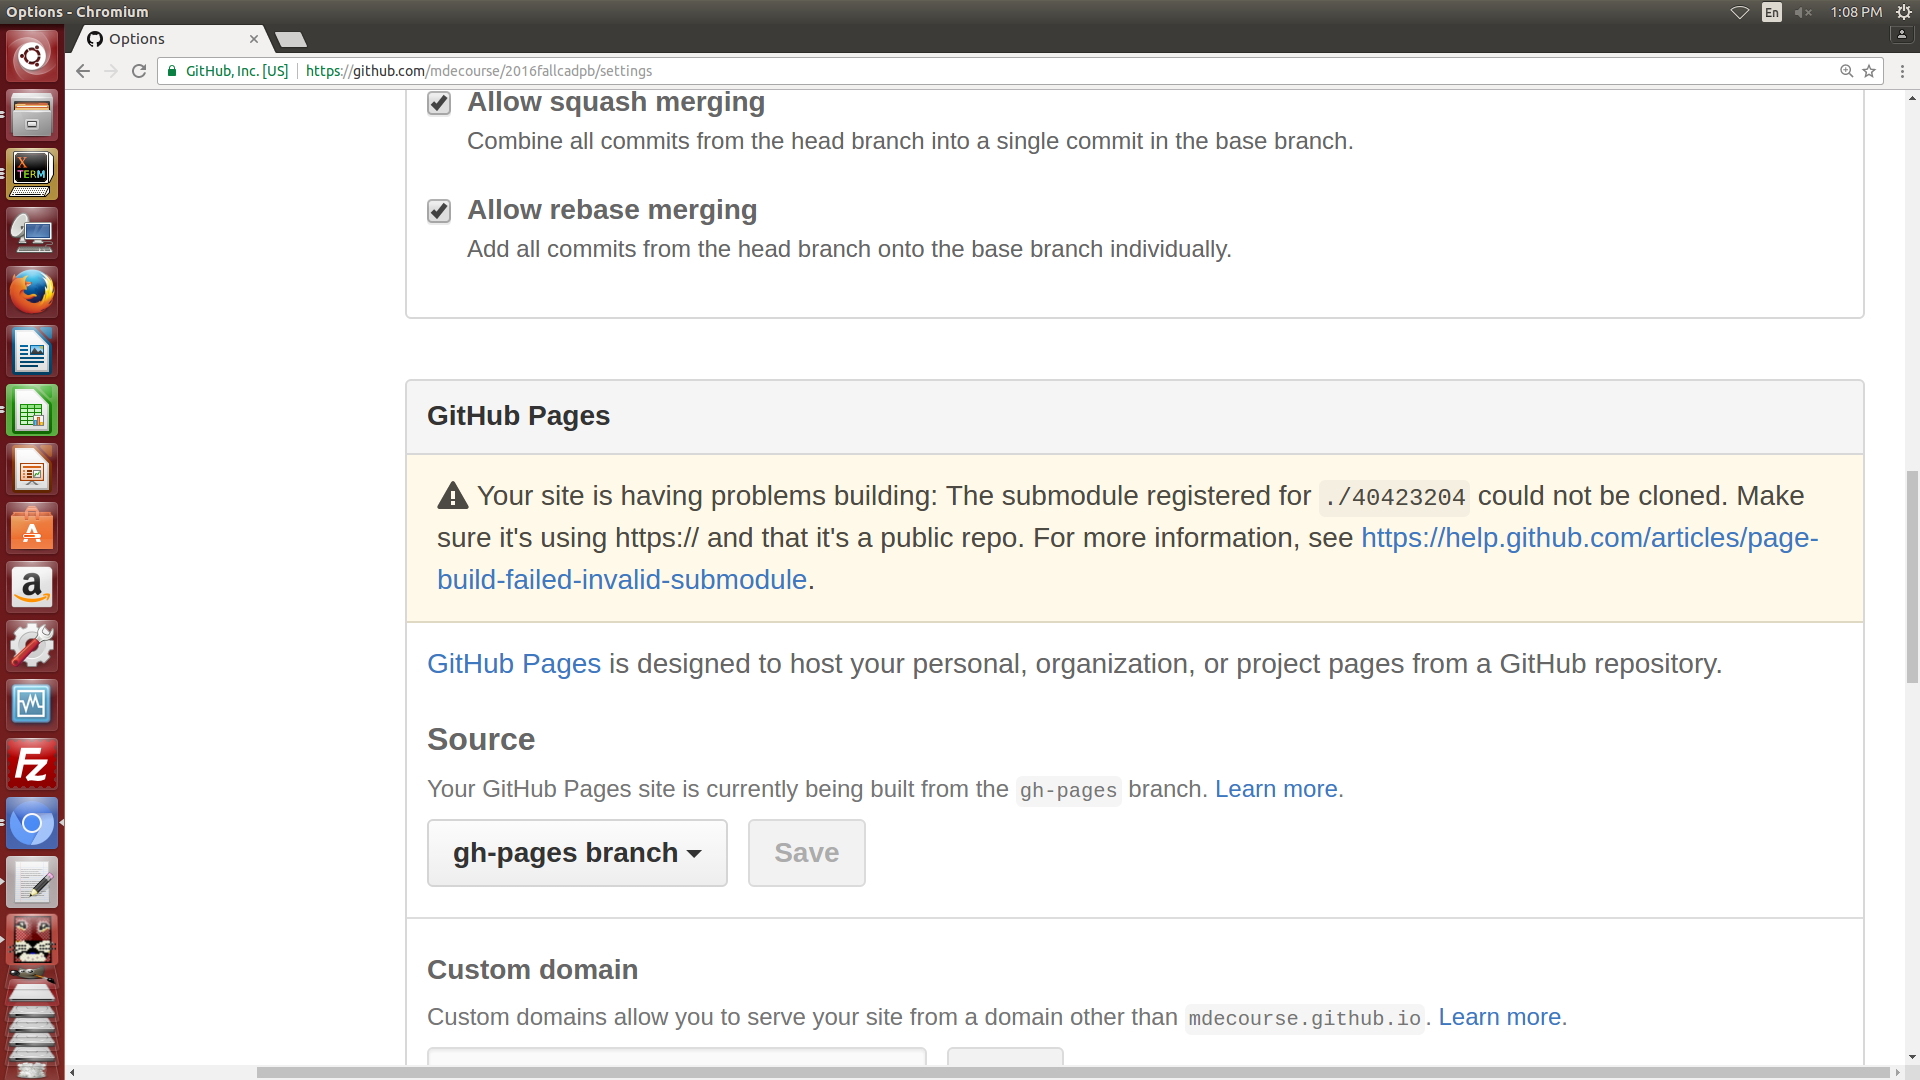 Options - Chromium
En
1:08 PM
Options
GitHub, Inc. [US]
https://github.com/mdecourse/2016fallcadpb/settings
Allow squash merging
Combine all commits from the head branch into a single commit in the base branch.
Allow rebase merging
Add all commits from the head branch onto the base branch individually.
GitHub Pages
Your site is having problems building: The submodule registered for ./40423204 could not be cloned. Make
sure it's using https:// and that it's a public repo. For more information, see https://help.github.com/articles/page-
build-failed-invalid-submodule.
GitHub Pages is designed to host your personal, organization, or project pages from a GitHub repository.
Source
Your GitHub Pages site is currently being built from the gh-pages branch. Learn more.
gh-pages branch
Save
Custom domain
Custom domains allow you to serve your site from a domain other than mdecourse.github.io. Learn more.
X
TERM
A
a
Fz